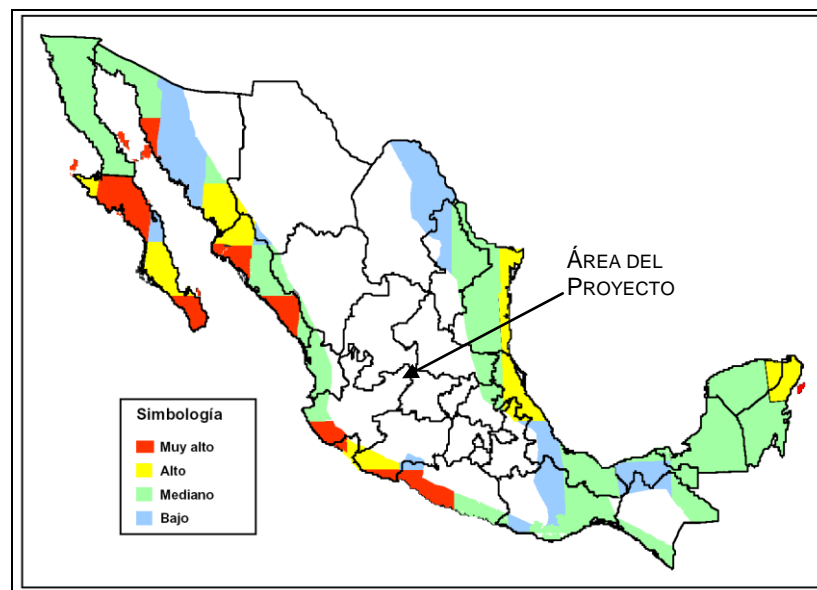 ÁREA DEL
PROYECTO
Simbología
Muy alto
Alto
Mediano
Bajo